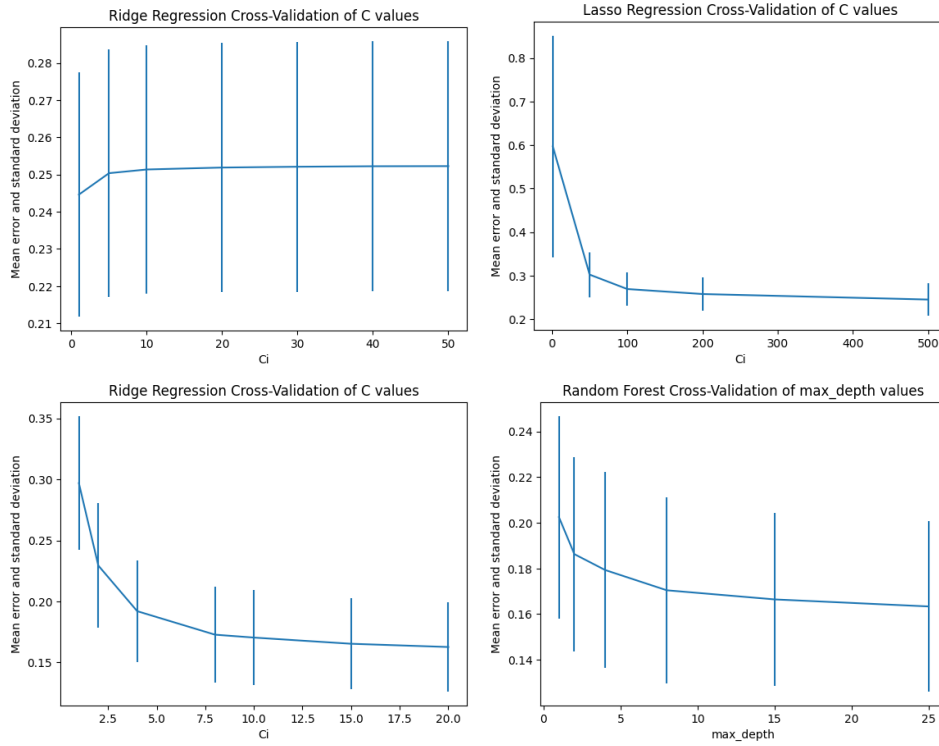 Ridge Regression Cross-Validation of C values
Mean error and standard deviation
0.28
0.27
0.26
0.25
0.24
0.23
0.22
0.21
0 10 20 30 40 50
Ci
Lasso Regression Cross-Validation of C values
Mean error and standard deviation
0.8
0.7
0.6
0.5
0.4
0.3
0.2
0 100 200 300 400 500
Ci
Ridge Regression Cross-Validation of C values
Mean error and standard deviation
0.35
0.30
0.25
0.20
0.15
2.5 5.0 7.5 10.0 12.5 15.0 17.5 20.0
Ci
Random Forest Cross-Validation of max_depth values
Mean error and standard deviation
0.24
0.22
0.20
0.18
0.16
0.14
0 5 10 15 20 25
max_depth